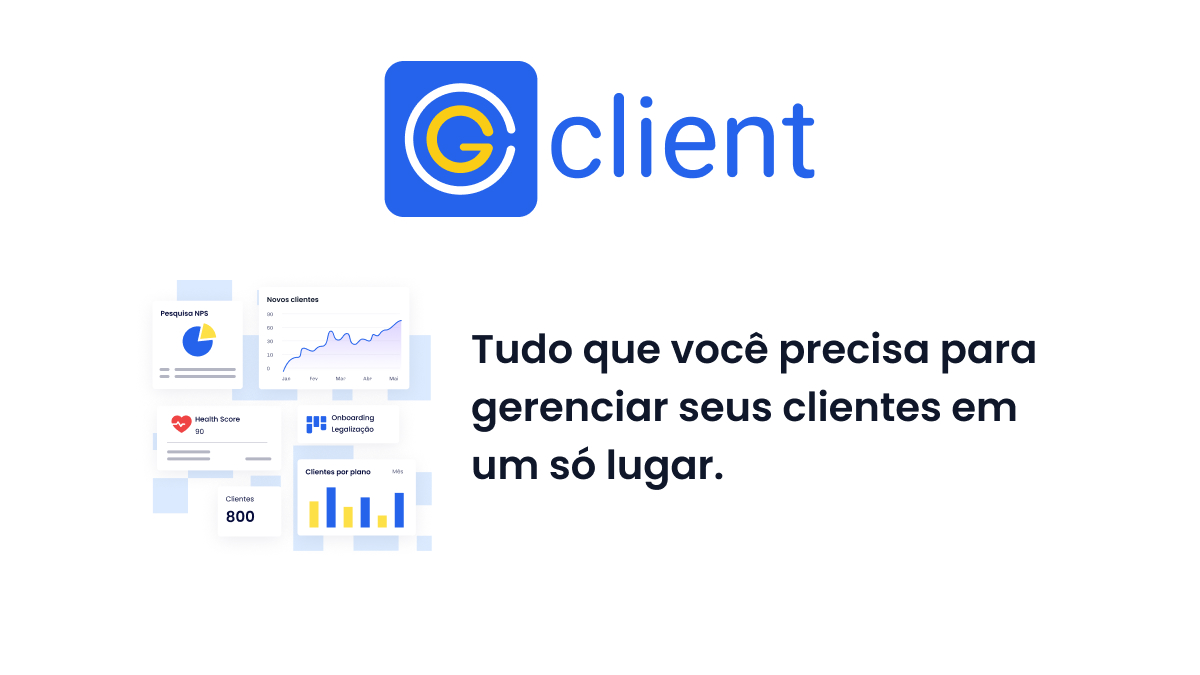 client
Pesquisa NPS
Novos clientes
90
60
30
10
0
Jan Fev Mar Abr Mai
Health Score
90
Onboarding
Legalização
Clientes por plano Mês
Clientes
800
Tudo que você precisa para
gerenciar seus clientes em
um só lugar.